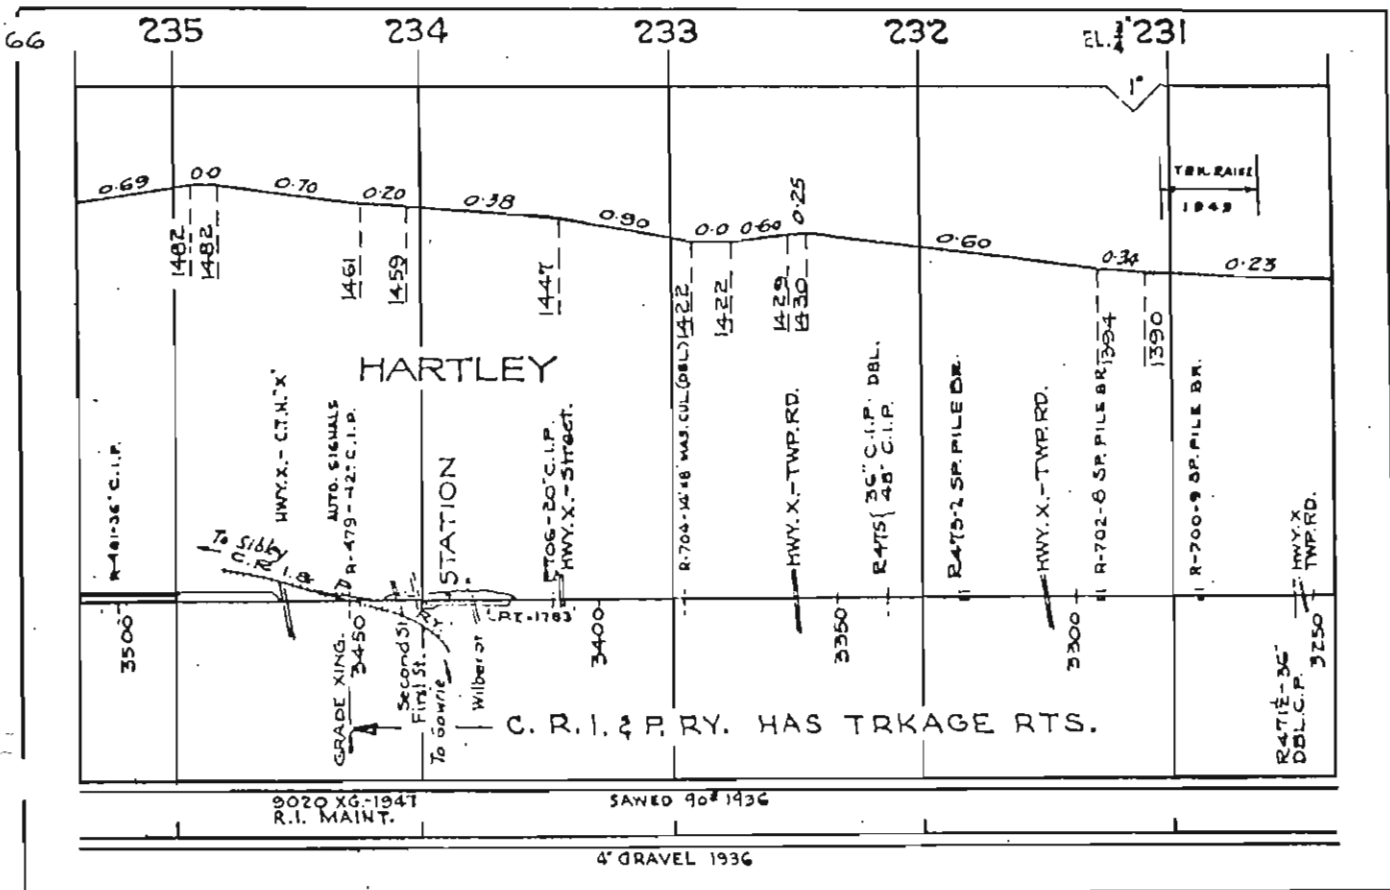 66
235 234 233 232 EL. 3/4" 231
1°
TRK. RAISE
1949
0.69 0.0 0.70 0.20 0.38 0.90 0.0 0.60 0.25 0.60 0.34 0.23
1482
1482
1461
1459
1447
1422
1422
1429
1430
1394
1390
HARTLEY
R-481-36" C.I.P.
HWY.X.- C.T.H. "X"
AUTO. SIGNALS
R-479-42" C.I.P.
STATION
R706-20" C.I.P.
HWY.X.-Street.
R-704-14'x8' MAS. CUL (DBL)
HWY.X.-TWP.RD.
R475 { 36" C.I.P. DBL.
48" C.I.P.
R473-2 SP. PILE BR.
HWY.X.-TWP.RD.
R-702-8 SP. PILE BR
R-700-9 SP. PILE BR.
HWY.X
TWP.RD.
To Sibley
C.R.I.&P.
RY.
LPT.-1783'
3500
GRADE XING.
3450
Second St.
First St.
To Gowrie
Wilber St
3400
3350
3300
3250
R471½-36"
DBL.C.P.
C.R.I. & P. RY. HAS TRKAGE RTS.
9020 XG.-1947
R.I. MAINT.
SAWED 90# 1936
4" GRAVEL 1936